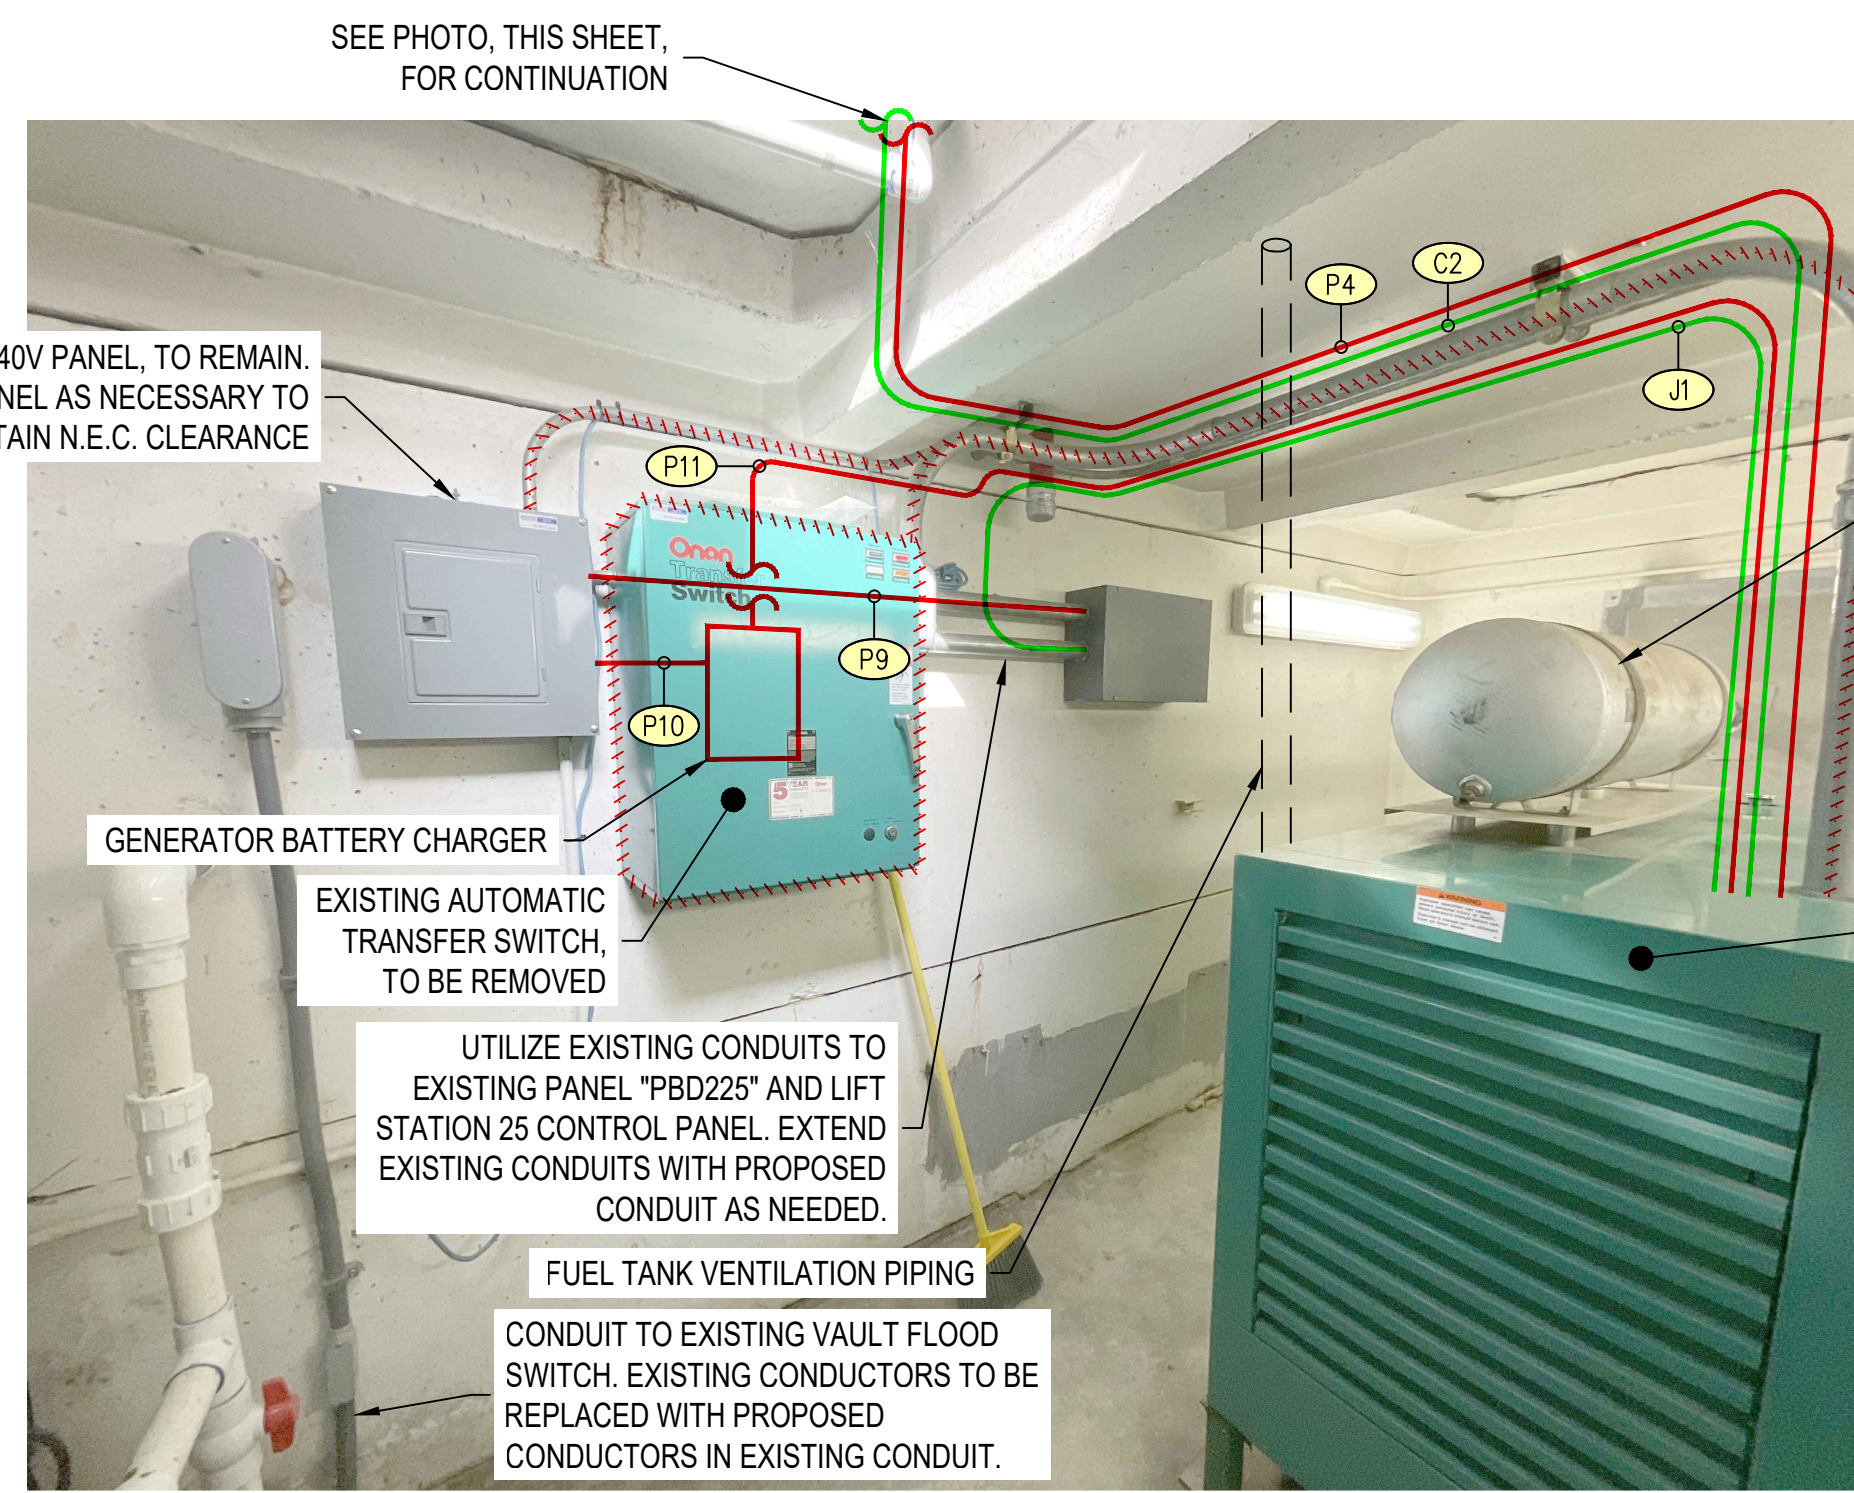 SEE PHOTO, THIS SHEET,
FOR CONTINUATION
P4
C2
J1
40V PANEL, TO REMAIN.
NEL AS NECESSARY TO
TAIN N.E.C. CLEARANCE
P11
Onan
Transfer
Switch
P9
P10
5 YEAR
GENERATOR BATTERY CHARGER
EXISTING AUTOMATIC
TRANSFER SWITCH,
TO BE REMOVED
WARNING
UTILIZE EXISTING CONDUITS TO
EXISTING PANEL "PBD225" AND LIFT
STATION 25 CONTROL PANEL. EXTEND
EXISTING CONDUITS WITH PROPOSED
CONDUIT AS NEEDED.
FUEL TANK VENTILATION PIPING
CONDUIT TO EXISTING VAULT FLOOD
SWITCH. EXISTING CONDUCTORS TO BE
REPLACED WITH PROPOSED
CONDUCTORS IN EXISTING CONDUIT.